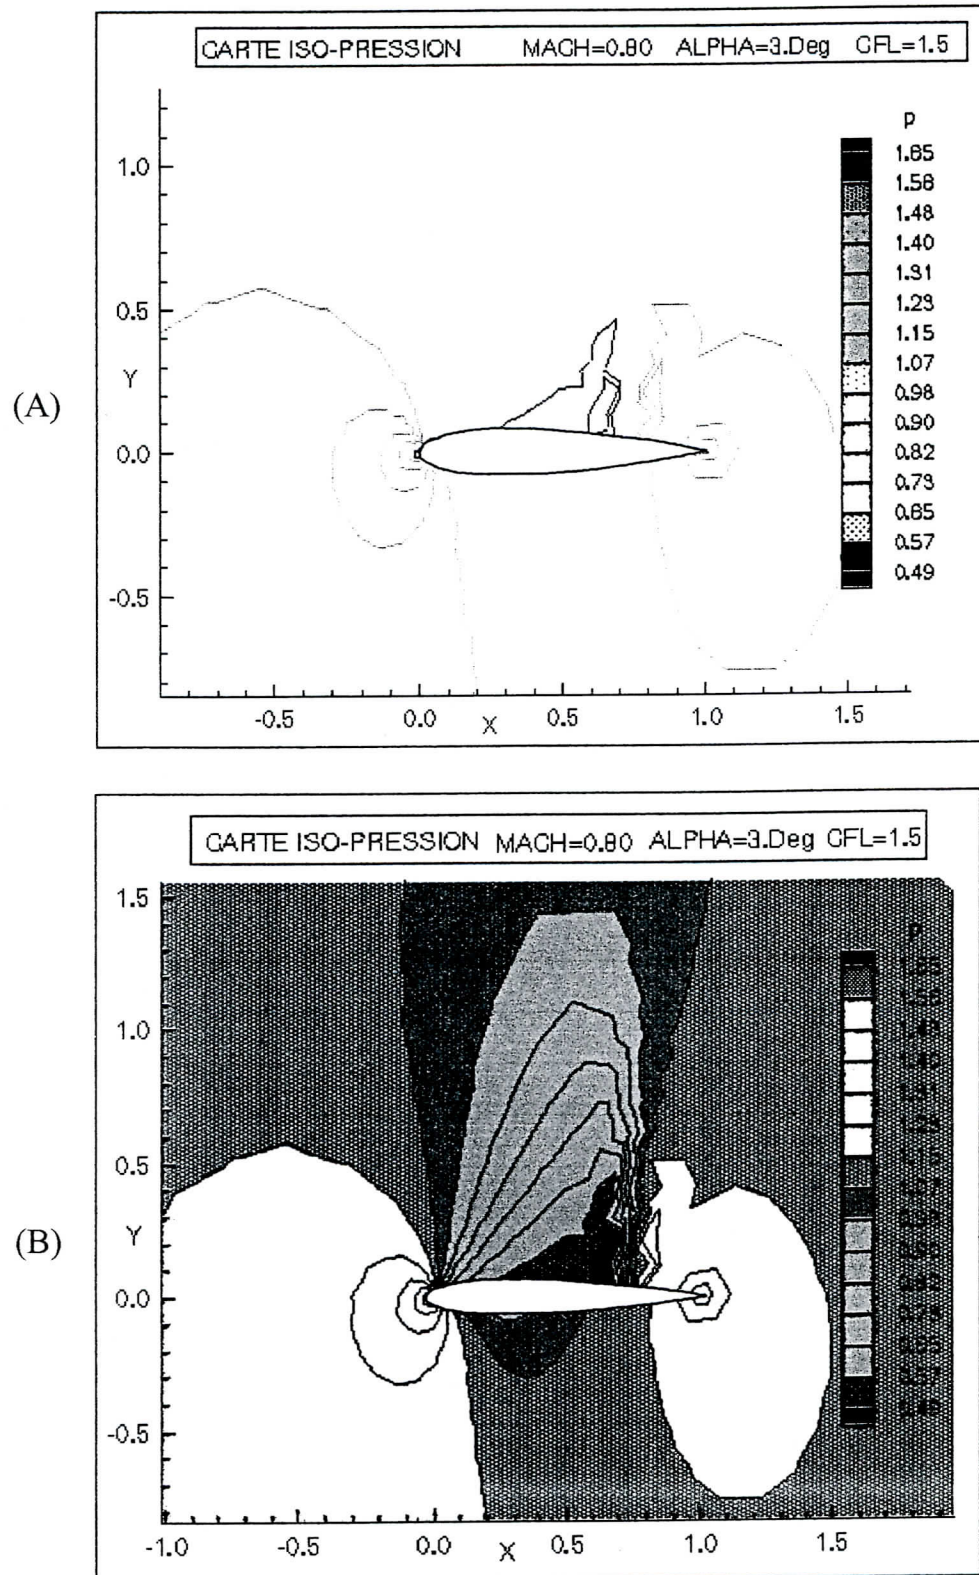 CARTE ISO-PRESSION MACH=0.80 ALPHA=3.Deg CFL=1.5
P
1.65
1.56
1.48
1.40
1.31
1.23
1.15
1.07
0.98
0.90
0.82
0.73
0.65
0.57
0.49
1.0
0.5
Y
0.0
-0.5
-0.5 0.0 X 0.5 1.0 1.5
(A)
CARTE ISO-PRESSION MACH=0.80 ALPHA=3.Deg CFL=1.5
P
1.5
1.0
0.5
Y
0.0
-0.5
-1.0 -0.5 0.0 X 0.5 1.0 1.5
(B)